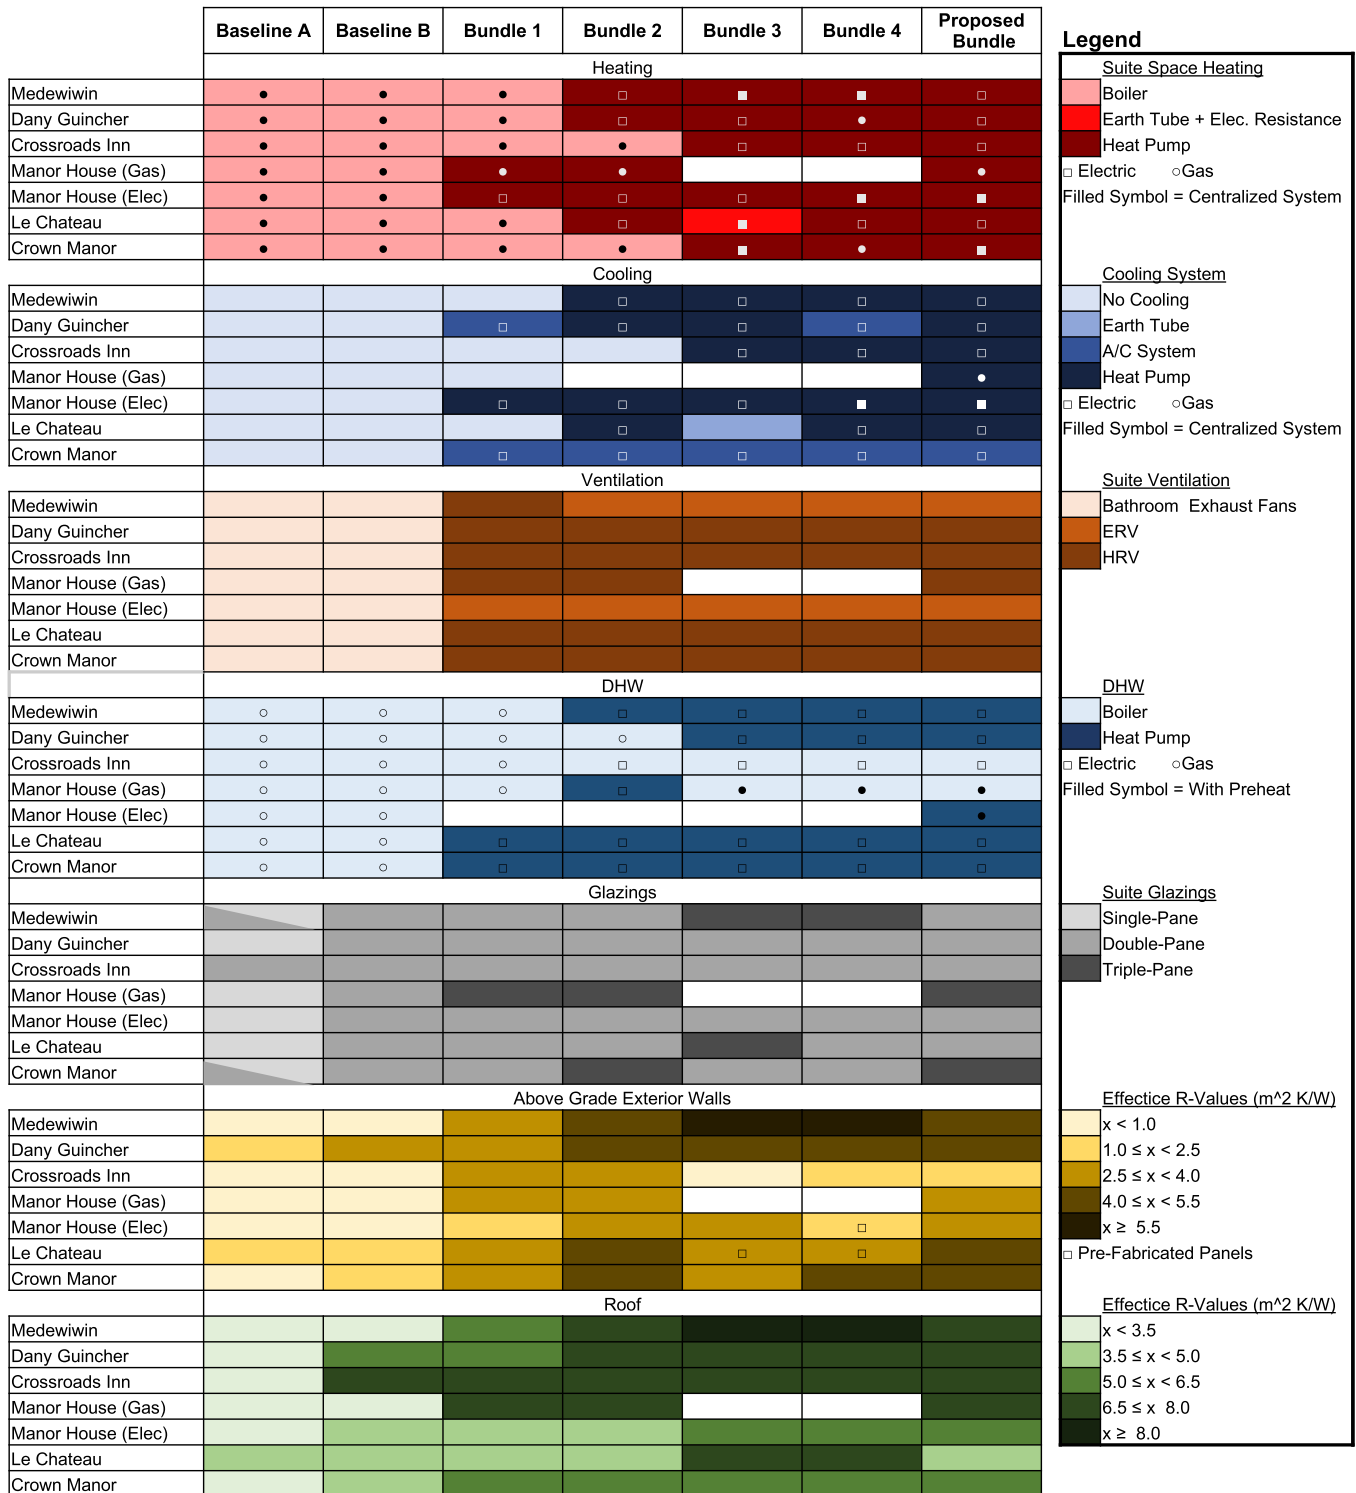 Baseline A Baseline B Bundle 1 Bundle 2 Bundle 3 Bundle 4 Proposed Bundle
Heating
Medewiwin
Dany Guincher
Crossroads Inn
Manor House (Gas)
Manor House (Elec)
Le Chateau
Crown Manor
Cooling
Medewiwin
Dany Guincher
Crossroads Inn
Manor House (Gas)
Manor House (Elec)
Le Chateau
Crown Manor
Ventilation
Medewiwin
Dany Guincher
Crossroads Inn
Manor House (Gas)
Manor House (Elec)
Le Chateau
Crown Manor
DHW
Medewiwin
Dany Guincher
Crossroads Inn
Manor House (Gas)
Manor House (Elec)
Le Chateau
Crown Manor
Glazings
Medewiwin
Dany Guincher
Crossroads Inn
Manor House (Gas)
Manor House (Elec)
Le Chateau
Crown Manor
Above Grade Exterior Walls
Medewiwin
Dany Guincher
Crossroads Inn
Manor House (Gas)
Manor House (Elec)
Le Chateau
Crown Manor
Roof
Medewiwin
Dany Guincher
Crossroads Inn
Manor House (Gas)
Manor House (Elec)
Le Chateau
Crown Manor
Legend
Suite Space Heating
Boiler
Earth Tube + Elec. Resistance
Heat Pump
□ Electric ○Gas
Filled Symbol = Centralized System
Cooling System
No Cooling
Earth Tube
A/C System
Heat Pump
□ Electric ○Gas
Filled Symbol = Centralized System
Suite Ventilation
Bathroom Exhaust Fans
ERV
HRV
DHW
Boiler
Heat Pump
□ Electric ○Gas
Filled Symbol = With Preheat
Suite Glazings
Single-Pane
Double-Pane
Triple-Pane
Effectice R-Values (m^2 K/W)
x < 1.0
1.0 ≤ x < 2.5
2.5 ≤ x < 4.0
4.0 ≤ x < 5.5
x ≥ 5.5
□ Pre-Fabricated Panels
Effectice R-Values (m^2 K/W)
x < 3.5
3.5 ≤ x < 5.0
5.0 ≤ x < 6.5
6.5 ≤ x 8.0
x ≥ 8.0